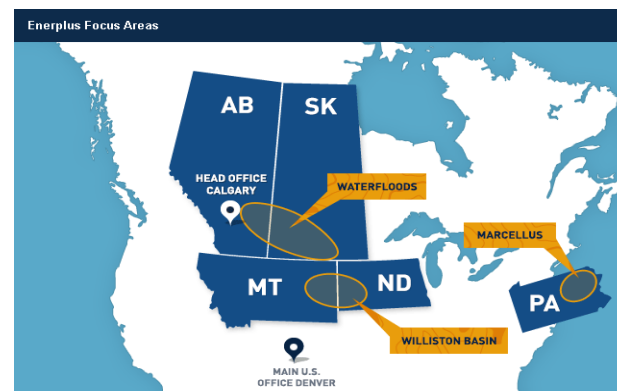 Enerplus Focus Areas
AB
SK
HEAD OFFICE
CALGARY
WATERFLOODS
MARCELLUS
MT
ND
PA
WILLISTON BASIN
MAIN U.S.
OFFICE DENVER